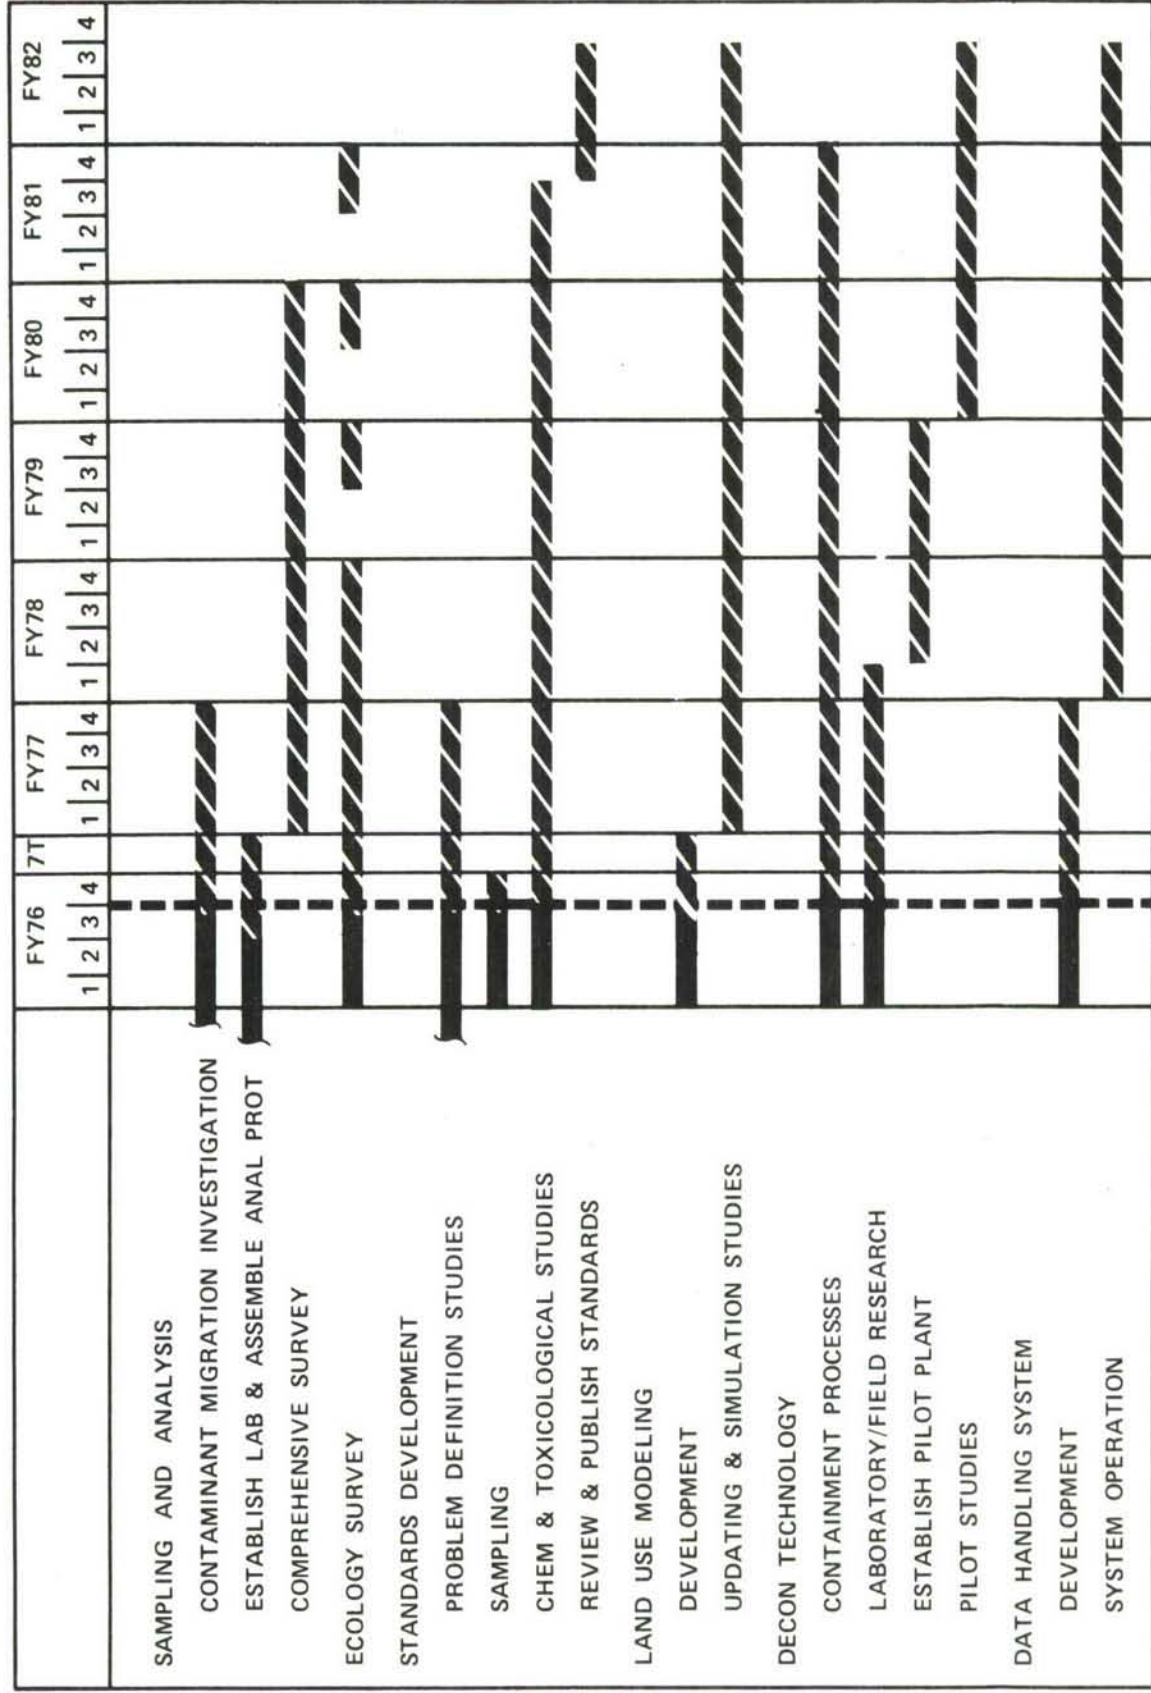 FY76 7T FY77 FY78 FY79 FY80 FY81 FY82
1 2 3 4 1 2 3 4 1 2 3 4 1 2 3 4 1 2 3 4 1 2 3 4 1 2 3 4
SAMPLING AND ANALYSIS
CONTAMINANT MIGRATION INVESTIGATION
ESTABLISH LAB & ASSEMBLE ANAL PROT
COMPREHENSIVE SURVEY
ECOLOGY SURVEY
STANDARDS DEVELOPMENT
PROBLEM DEFINITION STUDIES
SAMPLING
CHEM & TOXICOLOGICAL STUDIES
REVIEW & PUBLISH STANDARDS
LAND USE MODELING
DEVELOPMENT
UPDATING & SIMULATION STUDIES
DECON TECHNOLOGY
CONTAINMENT PROCESSES
LABORATORY/FIELD RESEARCH
ESTABLISH PILOT PLANT
PILOT STUDIES
DATA HANDLING SYSTEM
DEVELOPMENT
SYSTEM OPERATION